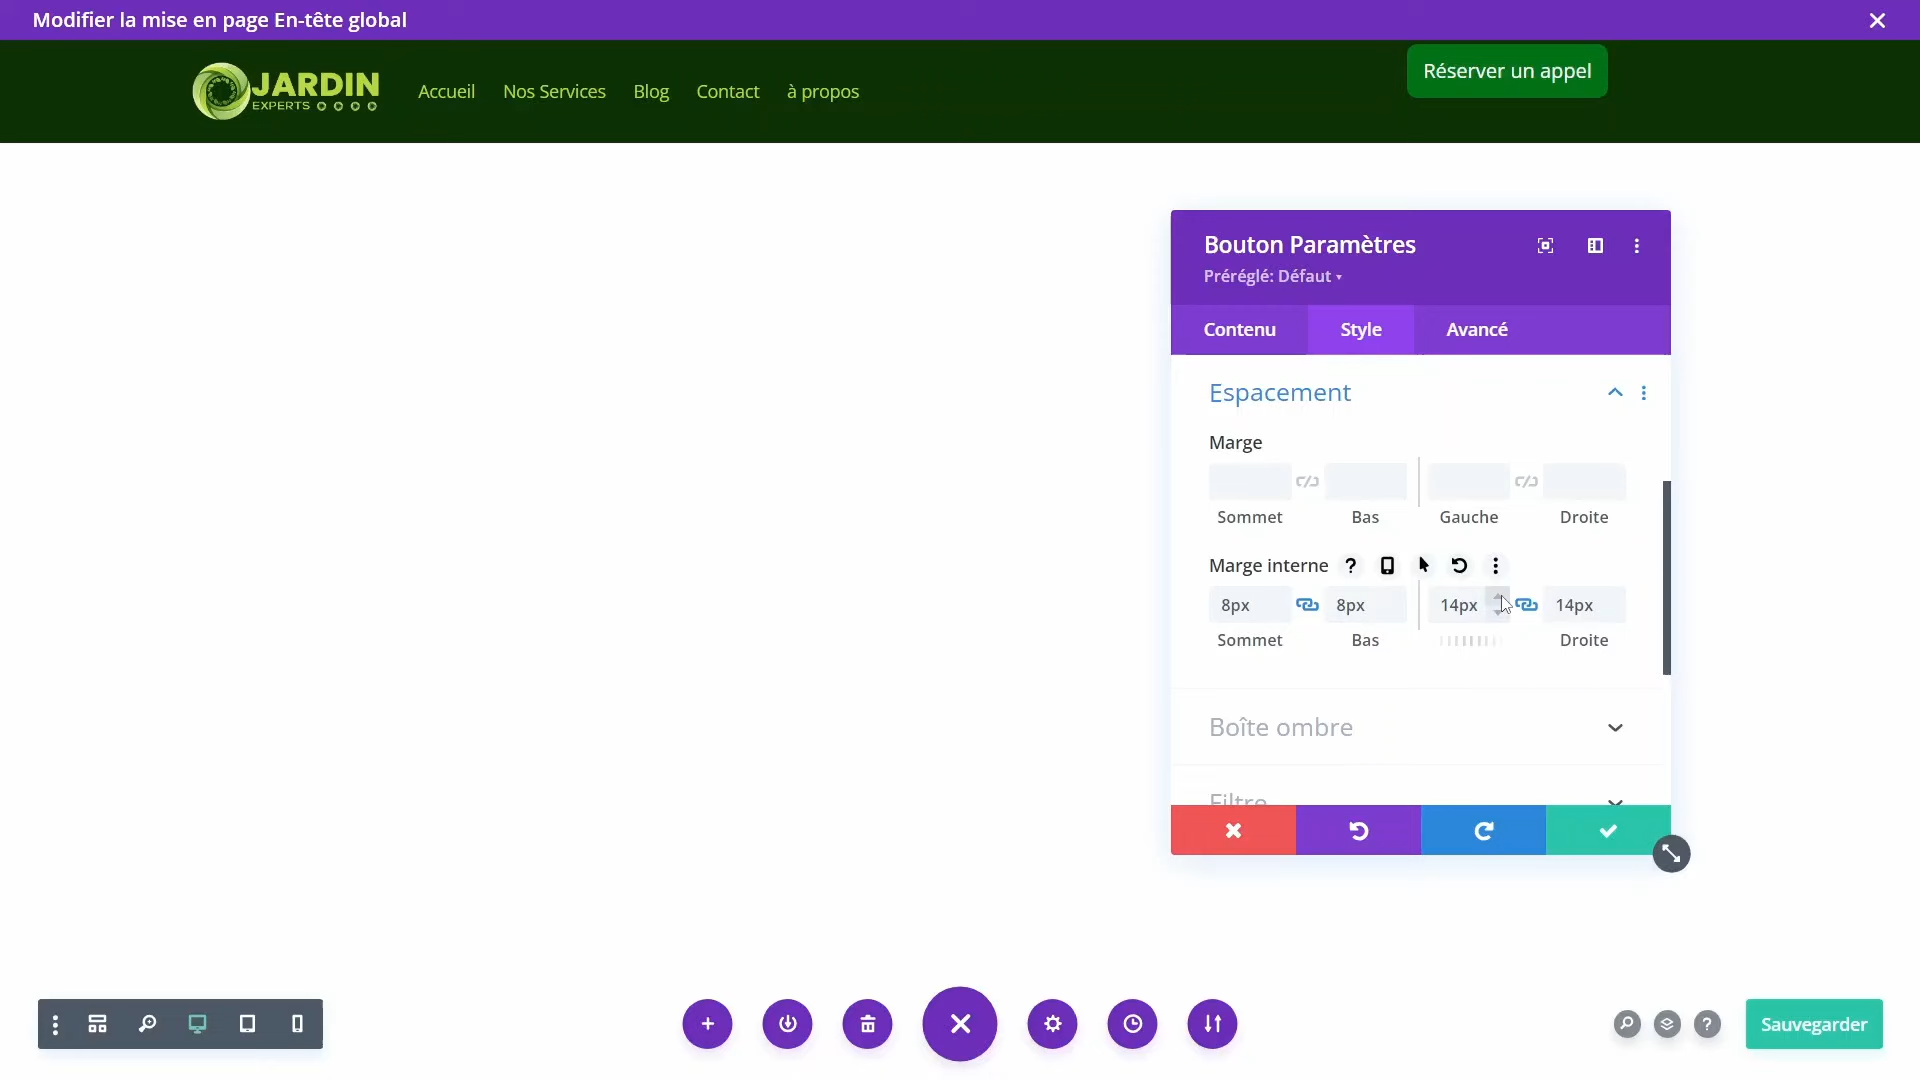 Modifier la mise en page En-tête global
JARDIN
EXPERTS
Accueil
Nos Services
Blog
Contact
à propos
Réserver un appel
Bouton Paramètres
Préréglé: Défaut
Contenu
Style
Avancé
Espacement
Marge
Sommet
Bas
Gauche
Droite
Marge interne
8px
8px
14px
14px
Sommet
Bas
Droite
Boîte ombre
Filtre
Sauvegarder